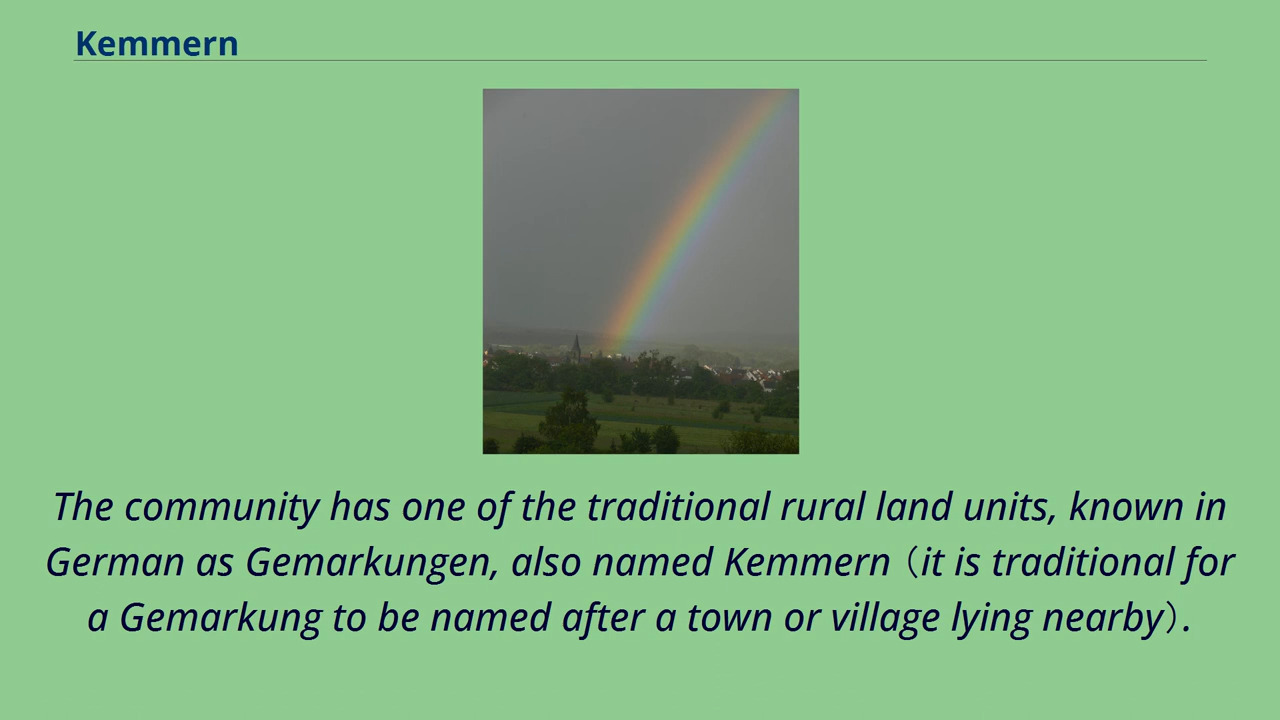 Kemmern
The community has one of the traditional rural land units, known in
German as Gemarkungen, also named Kemmern（it is traditional for
a Gemarkung to be named after a town or village lying nearby）.